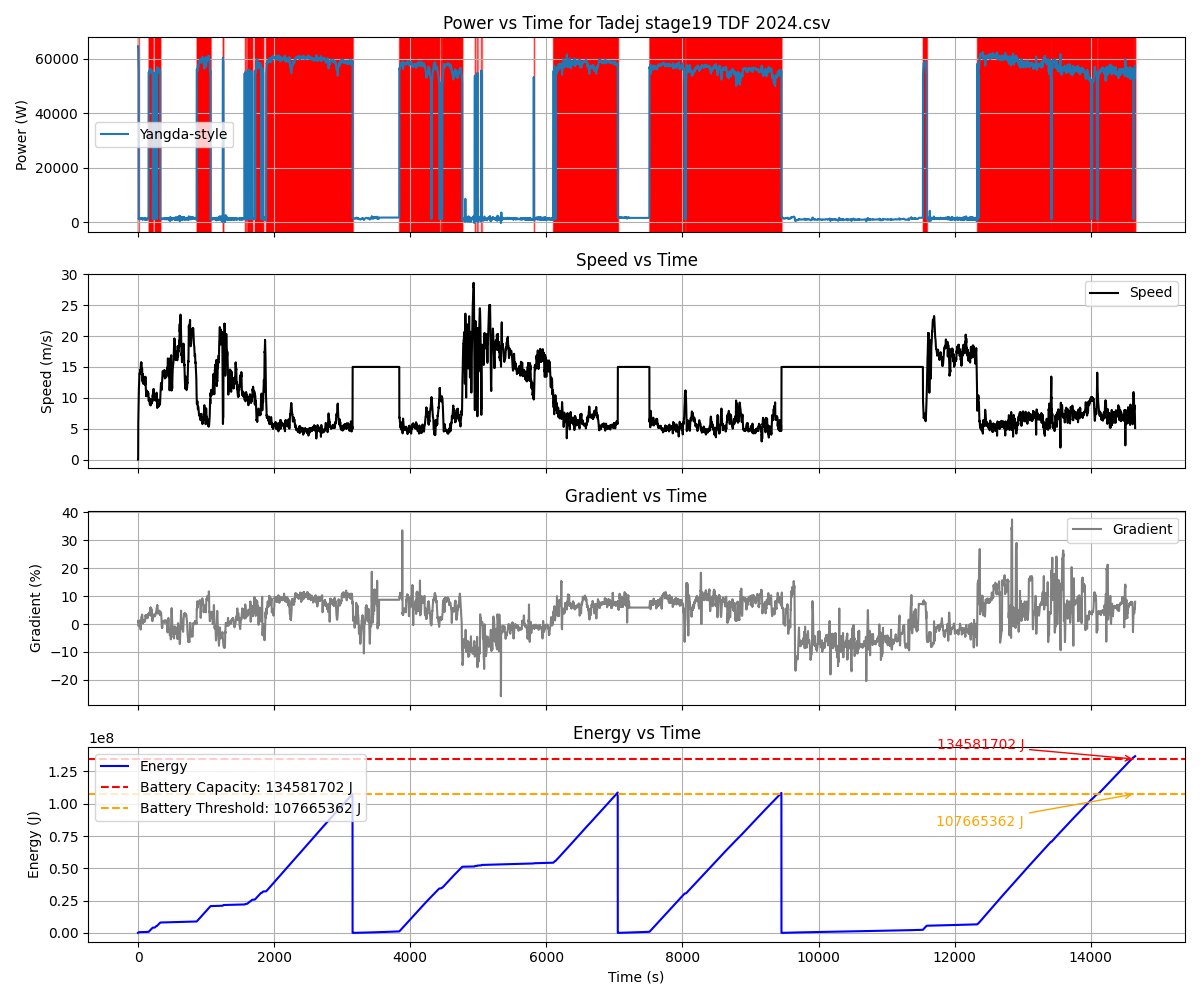 Power vs Time for Tadej stage19 TDF 2024.csv
Power (W)
60000
40000
20000
0
Yangda-style
Speed vs Time
Speed (m/s)
30
25
20
15
10
5
0
Speed
Gradient vs Time
Gradient (%)
40
30
20
10
0
−10
−20
Gradient
Energy vs Time
1e8
Energy (J)
1.25
1.00
0.75
0.50
0.25
0.00
Energy
Battery Capacity: 134581702 J
Battery Threshold: 107665362 J
134581702 J
107665362 J
0 2000 4000 6000 8000 10000 12000 14000
Time (s)